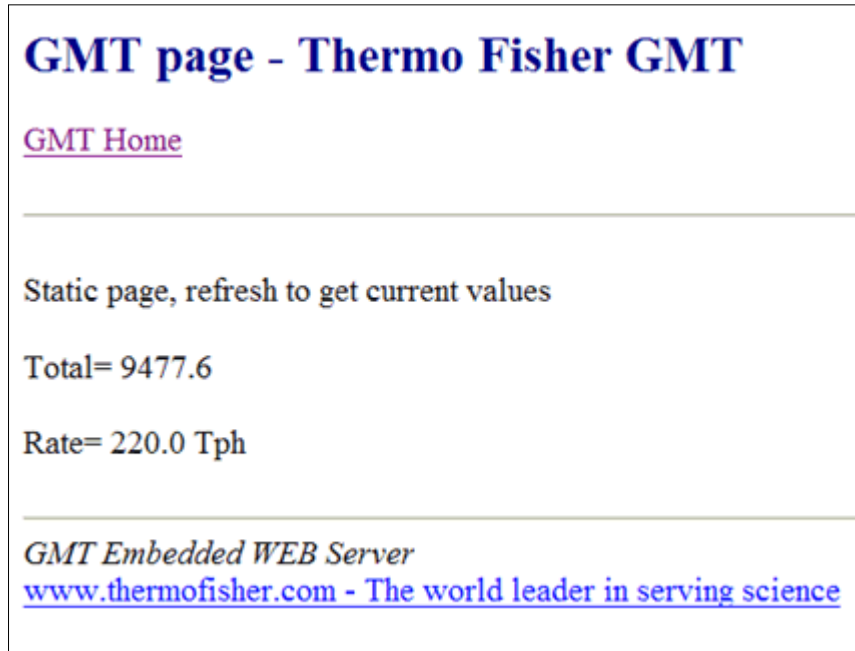 GMT page - Thermo Fisher GMT
GMT Home
Static page, refresh to get current values
Total= 9477.6
Rate= 220.0 Tph
GMT Embedded WEB Server
www.thermofisher.com - The world leader in serving science